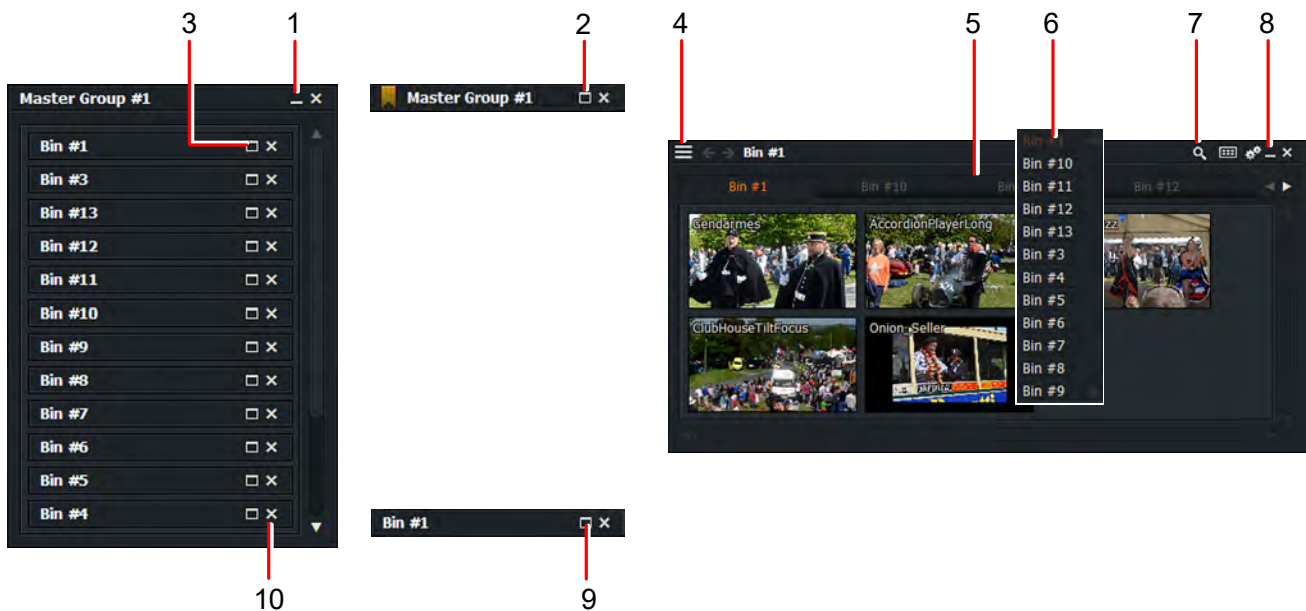 3 1 2 4 5 6 7 8
Master Group #1
Bin #1
Bin #3
Bin #13
Bin #12
Bin #11
Bin #10
Bin #9
Bin #8
Bin #7
Bin #6
Bin #5
Bin #4
10
Master Group #1
Bin #1
9
Bin #1
Bin #1 Bin #10 Bin Bin #12
Gendarmes AccordionPlayerLong zz
ClubHouseTiltFocus Onion_Seller
Bin #1
Bin #10
Bin #11
Bin #12
Bin #13
Bin #3
Bin #4
Bin #5
Bin #6
Bin #7
Bin #8
Bin #9